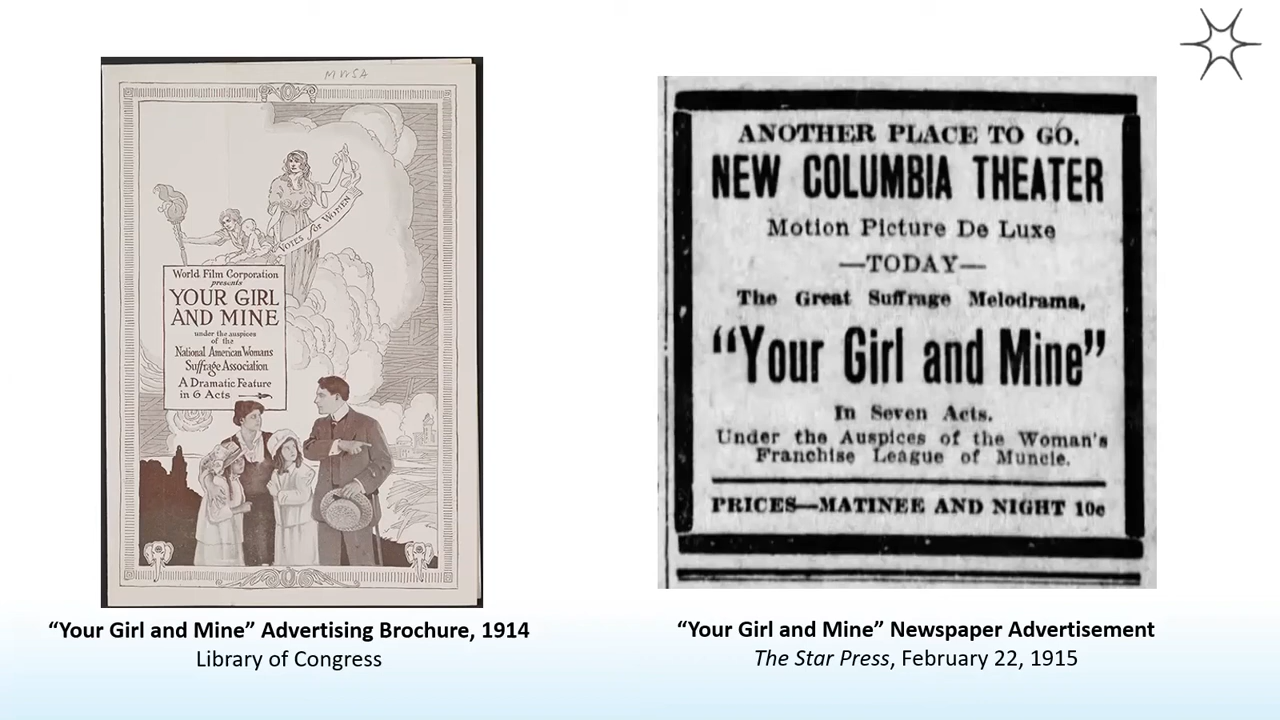 MWSA
VOTES for WOMEN
World Film Corporation
presents
YOUR GIRL
AND MINE
under the auspices
of the
National American Womans
Suffrage Association
A Dramatic Feature
in 6 Acts
"Your Girl and Mine" Advertising Brochure, 1914
Library of Congress
ANOTHER PLACE TO GO.
NEW COLUMBIA THEATER
Motion Picture De Luxe
—TODAY—
The Great Suffrage Melodrama,
"Your Girl and Mine"
In Seven Acts.
Under the Auspices of the Woman's
Franchise League of Muncie.
PRICES—MATINEE AND NIGHT 10c
"Your Girl and Mine" Newspaper Advertisement
The Star Press, February 22, 1915